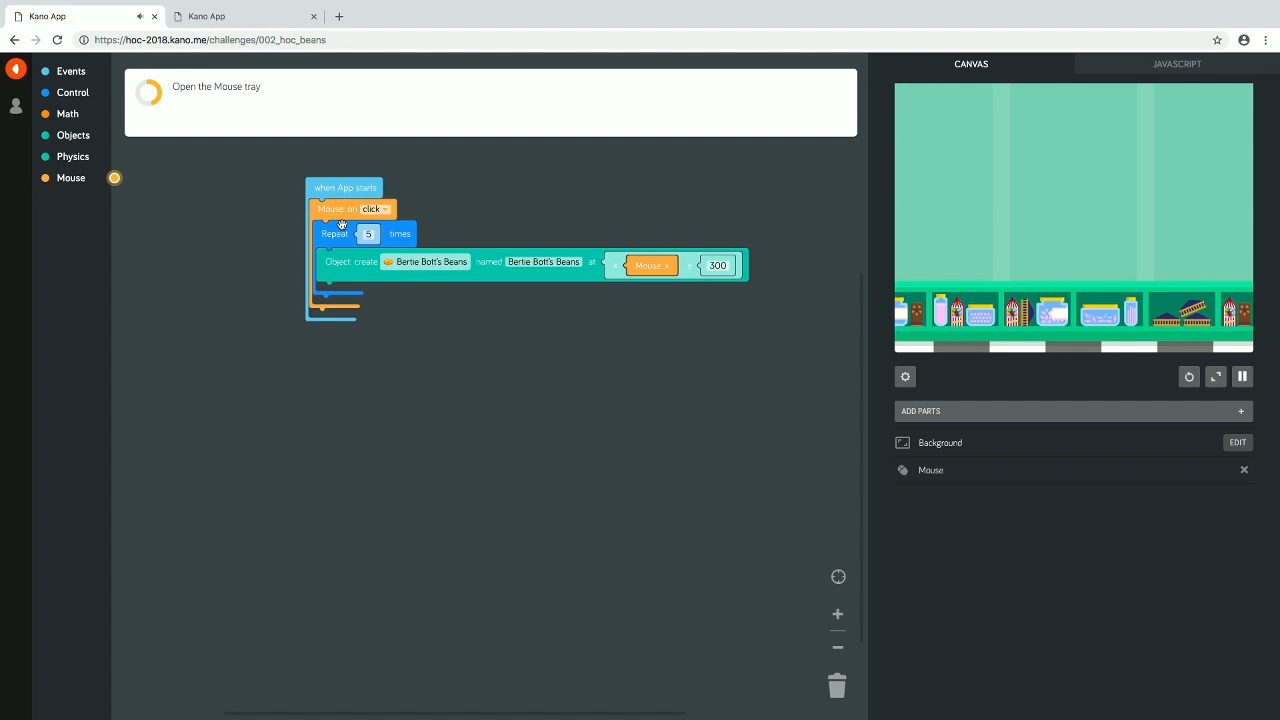 Kano App
Kano App
https://hoc-2018.kano.me/challenges/002_hoc_beans
Events
Control
Math
Objects
Physics
Mouse
Open the Mouse tray
when App starts
Mouse: on click
Repeat 5 times
Object: create Bertie Bott's Beans named Bertie Bott's Beans at x Mouse: x y 300
CANVAS JAVASCRIPT
ADD PARTS +
Background EDIT
Mouse